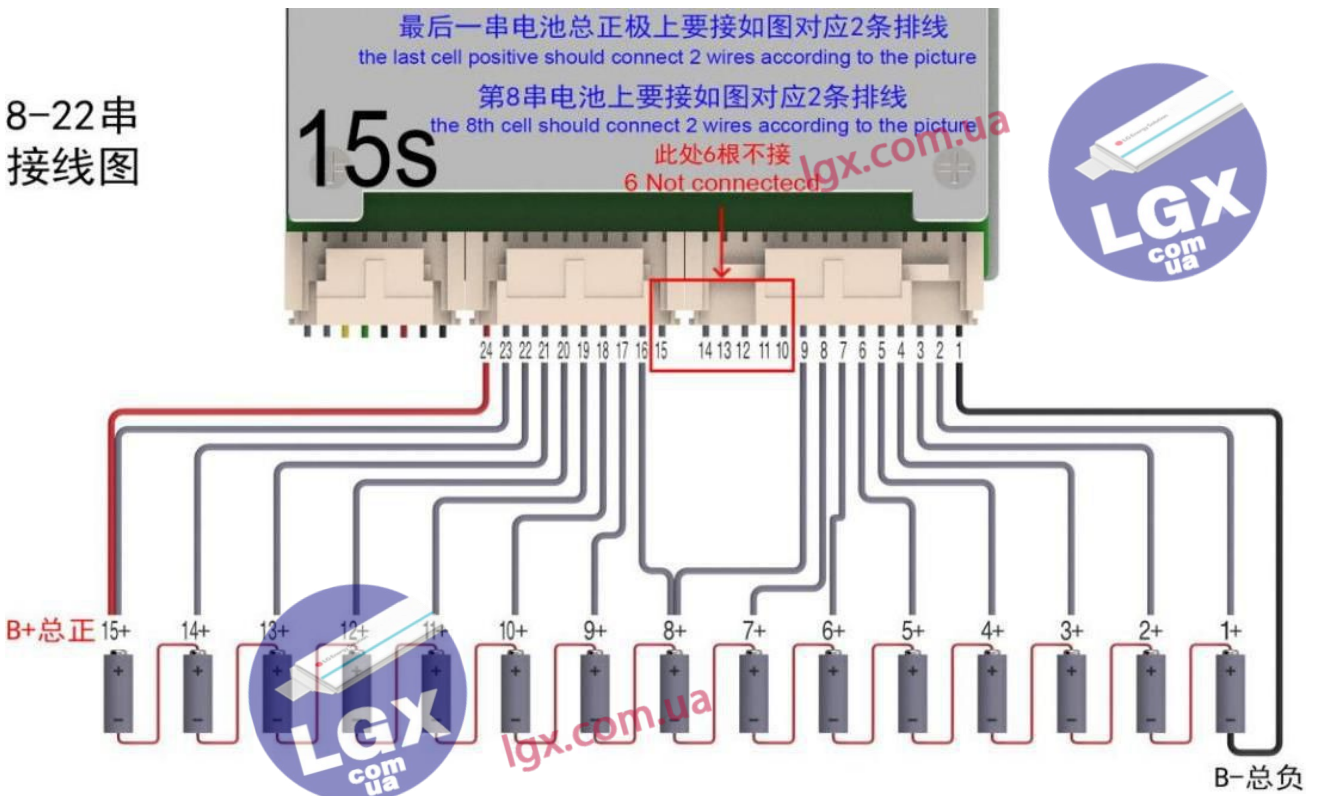 最后一串电池总正极上要接如图对应2条排线
the last cell positive should connect 2 wires according to the picture
第8串电池上要接如图对应2条排线
the 8th cell should connect 2 wires according to the picture
8-22串
接线图
15s
此处6根不接
6 Not connectecd
lgx.com.ua
LGX
com
ua
24 23 22 21 20 19 18 17 16 15 14 13 12 11 10 9 8 7 6 5 4 3 2 1
B+总正 15+ 14+ 13+ 12+ 11+ 10+ 9+ 8+ 7+ 6+ 5+ 4+ 3+ 2+ 1+
LGX
com
ua
lgx.com.ua
B-总负